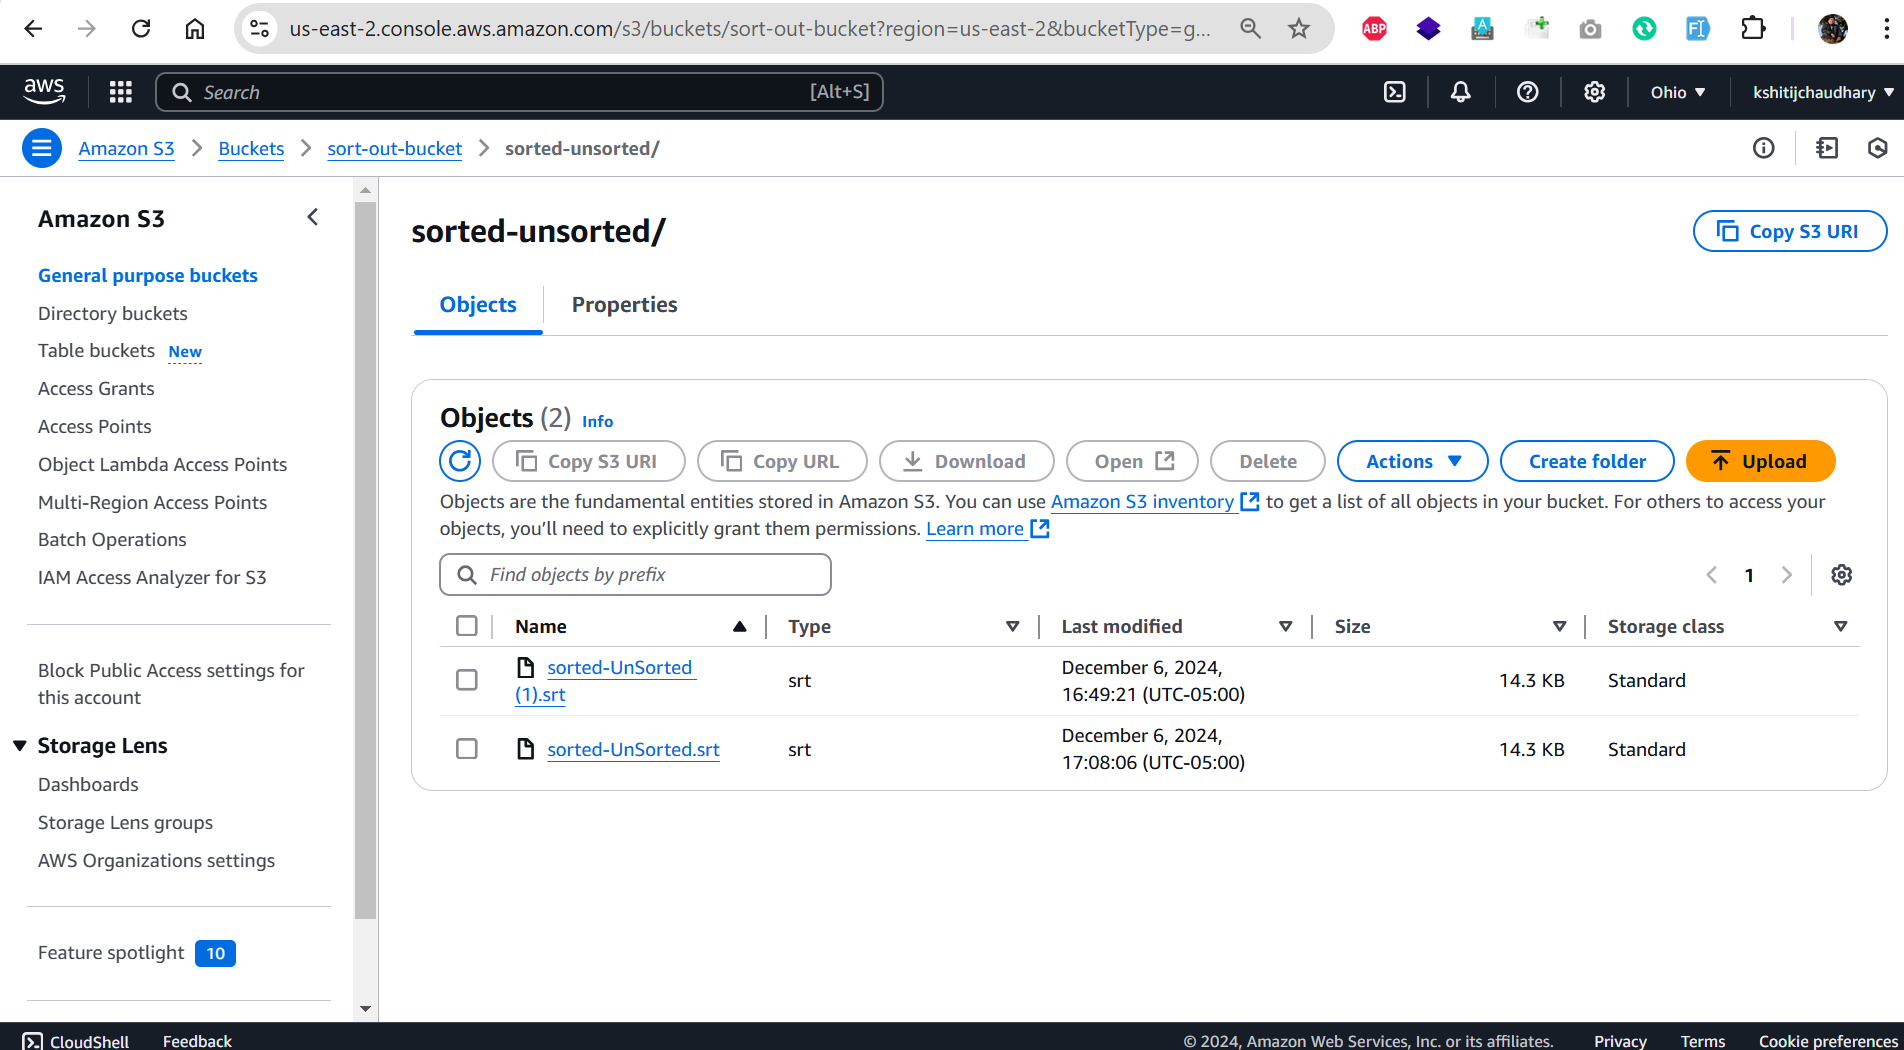 us-east-2.console.aws.amazon.com/s3/buckets/sort-out-bucket?region=us-east-2&bucketType=g...
ABP
A
FI
aws
Search
[Alt+S]
Ohio
kshitijchaudhary
Amazon S3
Buckets
sort-out-bucket
sorted-unsorted/
Amazon S3
General purpose buckets
Directory buckets
Table buckets New
Access Grants
Access Points
Object Lambda Access Points
Multi-Region Access Points
Batch Operations
IAM Access Analyzer for S3
Block Public Access settings for
this account
Storage Lens
Dashboards
Storage Lens groups
AWS Organizations settings
Feature spotlight 10
sorted-unsorted/
Copy S3 URI
Objects
Properties
Objects (2) Info
Copy S3 URI
Copy URL
Download
Open
Delete
Actions
Create folder
Upload
Objects are the fundamental entities stored in Amazon S3. You can use Amazon S3 inventory to get a list of all objects in your bucket. For others to access your
objects, you’ll need to explicitly grant them permissions. Learn more
Find objects by prefix
1
Name
Type
Last modified
Size
Storage class
sorted-UnSorted
(1).srt
srt
December 6, 2024,
16:49:21 (UTC-05:00)
14.3 KB
Standard
sorted-UnSorted.srt
srt
December 6, 2024,
17:08:06 (UTC-05:00)
14.3 KB
Standard
CloudShell
Feedback
© 2024, Amazon Web Services, Inc. or its affiliates.
Privacy
Terms
Cookie preferences